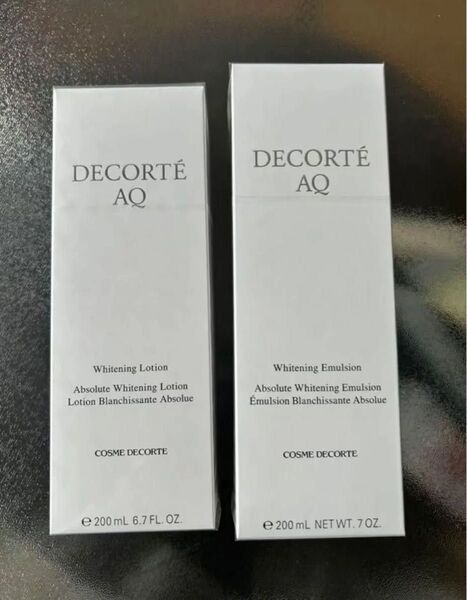 DECORTÉ
AQ
Whitening Lotion
Absolute Whitening Lotion
Lotion Blanchissante Absolue
COSME DECORTE
℮ 200 mL 6.7 FL. OZ.
DECORTÉ
AQ
Whitening Emulsion
Absolute Whitening Emulsion
Émulsion Blanchissante Absolue
COSME DECORTE
℮ 200 mL NET WT. 7 OZ.